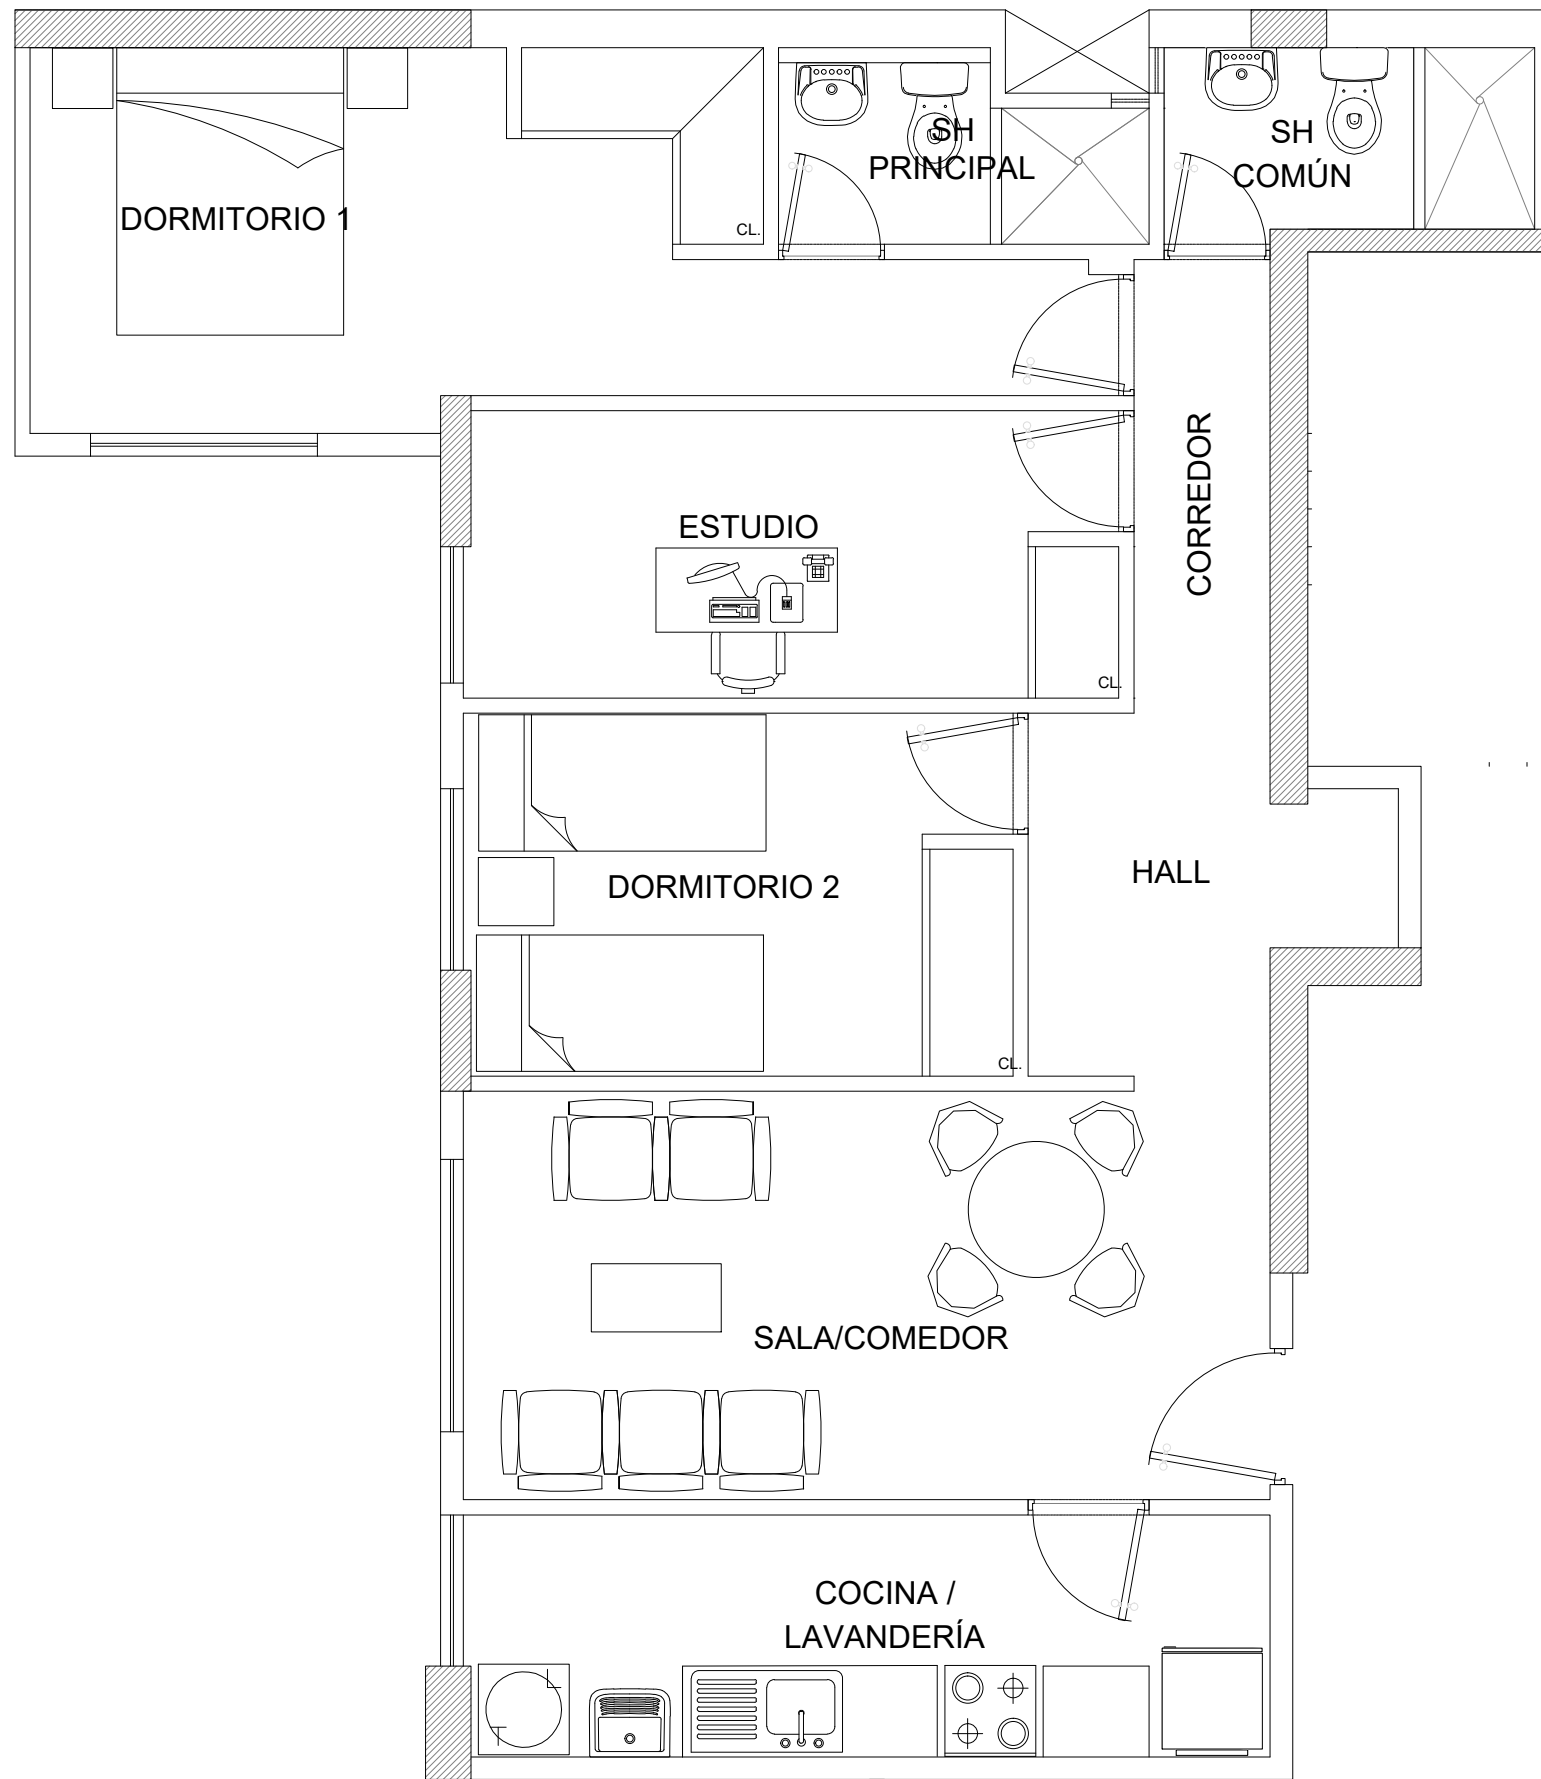 SH
PRINCIPAL
SH
COMÚN
DORMITORIO 1
CL.
CORREDOR
ESTUDIO
CL.
HALL
DORMITORIO 2
CL.
SALA/COMEDOR
COCINA /
LAVANDERÍA